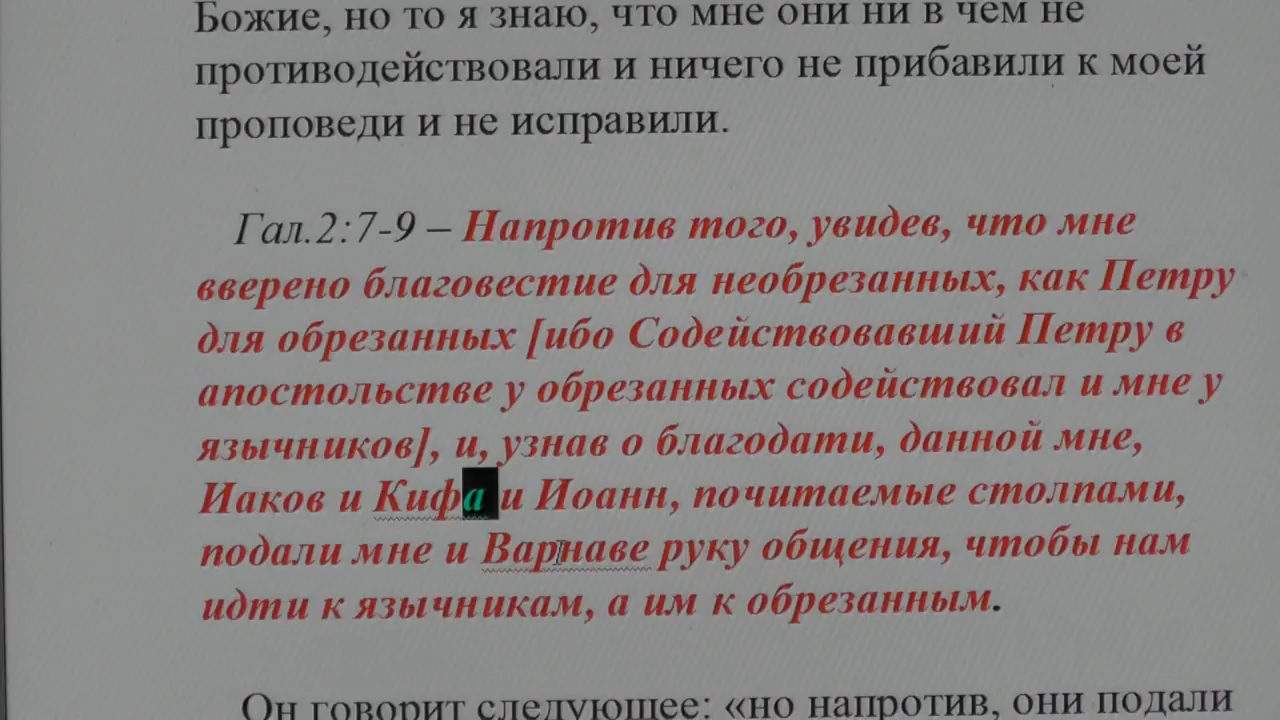 Божие, но то я знаю, что мне они ни в чем не
противодействовали и ничего не прибавили к моей
проповеди и не исправили.
Гал.2:7-9 – Напротив того, увидев, что мне
вверено благовестие для необрезанных, как Петру
для обрезанных [ибо Содействовавший Петру в
апостольстве у обрезанных содействовал и мне у
язычников], и, узнав о благодати, данной мне,
Иаков и Кифа и Иоанн, почитаемые столпами,
подали мне и Варнаве руку общения, чтобы нам
идти к язычникам, а им к обрезанным.
Он говорит следующее: «но напротив, они подали